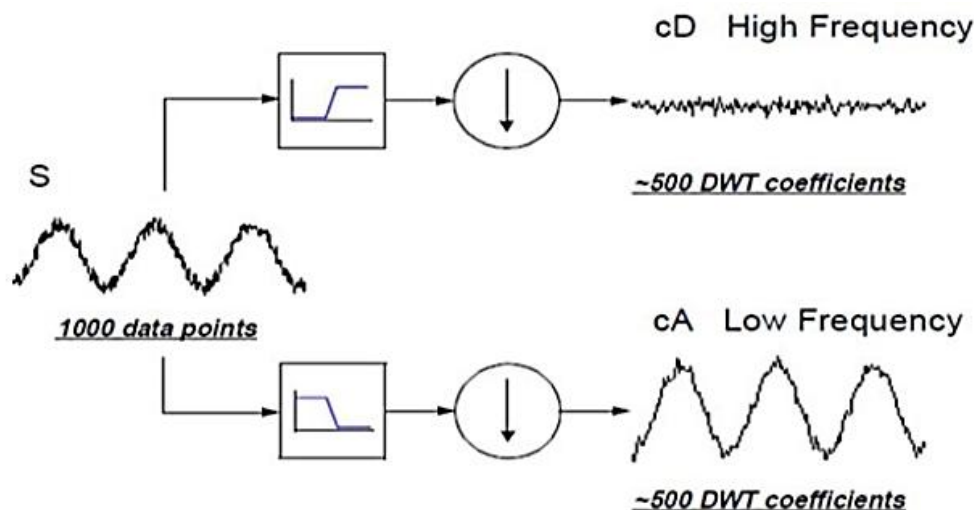 cD High Frequency
~500 DWT coefficients
S
1000 data points
cA Low Frequency
~500 DWT coefficients